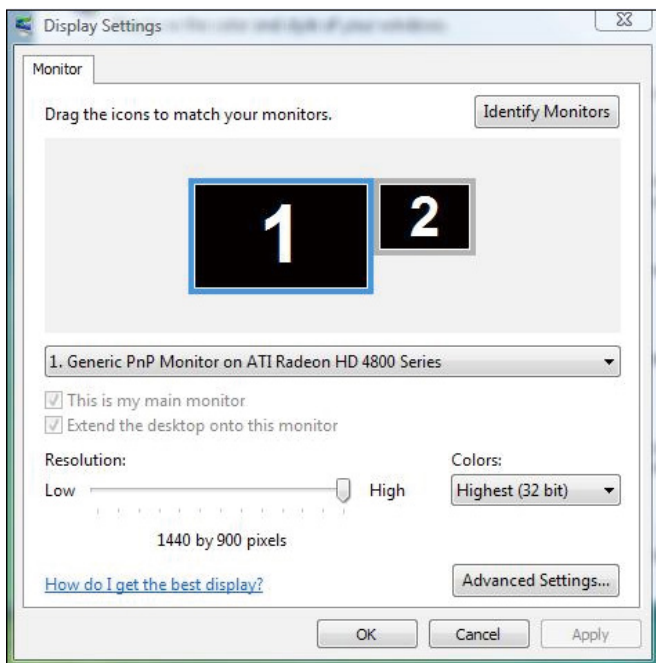 Display Settings
Monitor
Drag the icons to match your monitors.
Identify Monitors
1
2
1. Generic PnP Monitor on ATI Radeon HD 4800 Series
This is my main monitor
Extend the desktop onto this monitor
Resolution:
Colors:
Low
High
Highest (32 bit)
1440 by 900 pixels
How do I get the best display?
Advanced Settings...
OK
Cancel
Apply